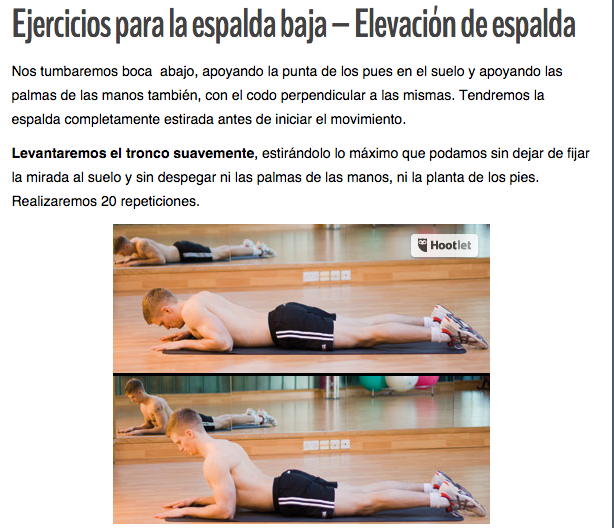 Ejercicios para la espalda baja – Elevación de espalda
Nos tumbaremos boca abajo, apoyando la punta de los pues en el suelo y apoyando las
palmas de las manos también, con el codo perpendicular a las mismas. Tendremos la
espalda completamente estirada antes de iniciar el movimiento.
Levantaremos el tronco suavemente, estirándolo lo máximo que podamos sin dejar de fijar
la mirada al suelo y sin despegar ni las palmas de las manos, ni la planta de los pies.
Realizaremos 20 repeticiones.
Hootlet